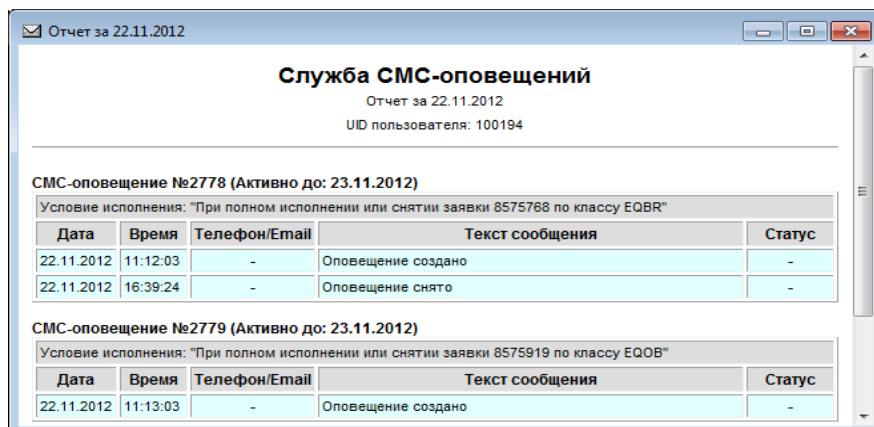 Отчет за 22.11.2012
Служба СМС-оповещений
Отчет за 22.11.2012
UID пользователя: 100194
СМС-оповещение №2778 (Активно до: 23.11.2012)
Условие исполнения: "При полном исполнении или снятии заявки 8575768 по классу EQBR"
Дата Время Телефон/Email Текст сообщения Статус
22.11.2012 11:12:03 - Оповещение создано -
22.11.2012 16:39:24 - Оповещение снято -
СМС-оповещение №2779 (Активно до: 23.11.2012)
Условие исполнения: "При полном исполнении или снятии заявки 8575919 по классу EQOB"
Дата Время Телефон/Email Текст сообщения Статус
22.11.2012 11:13:03 - Оповещение создано -